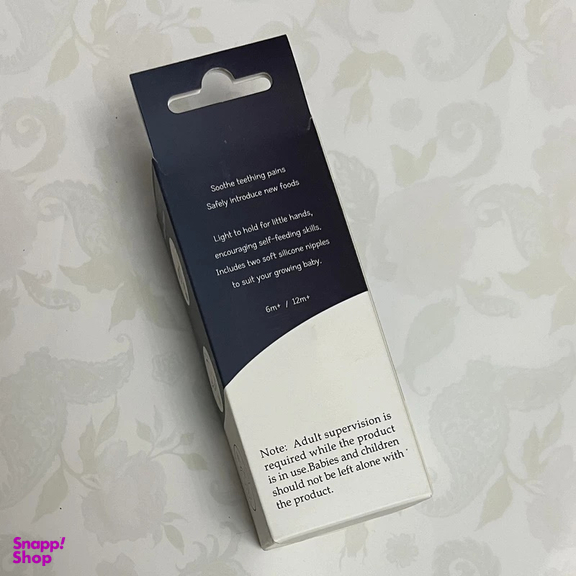 Soothe teething pains
Safely introduce new foods
Light to hold for little hands,
encouraging self-feeding skills.
Includes two soft silicone nipples
to suit your growing baby.
6m+ / 12m+
Note: Adult supervision is
required while the product
is in use.Babies and children
should not be left alone with
the product.
Snapp!
Shop